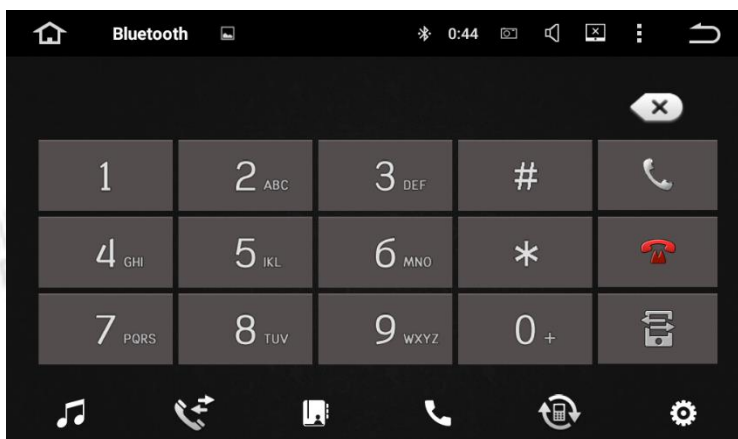 Bluetooth 0:44
1 2 ABC 3 DEF #
4 GHI 5 IKL 6 MNO *
7 PQRS 8 TUV 9 WXYZ 0 +